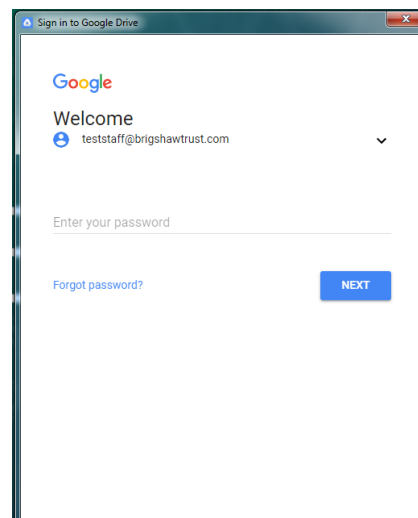 Sign in to Google Drive
Google
Welcome
teststaff@brigshawtrust.com
Enter your password
Forgot password?
NEXT